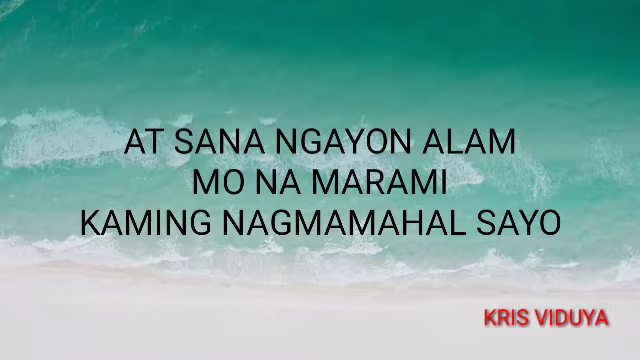 AT SANA NGAYON ALAM
MO NA MARAMI
KAMING NAGMAMAHAL SAYO
KRIS VIDUYA